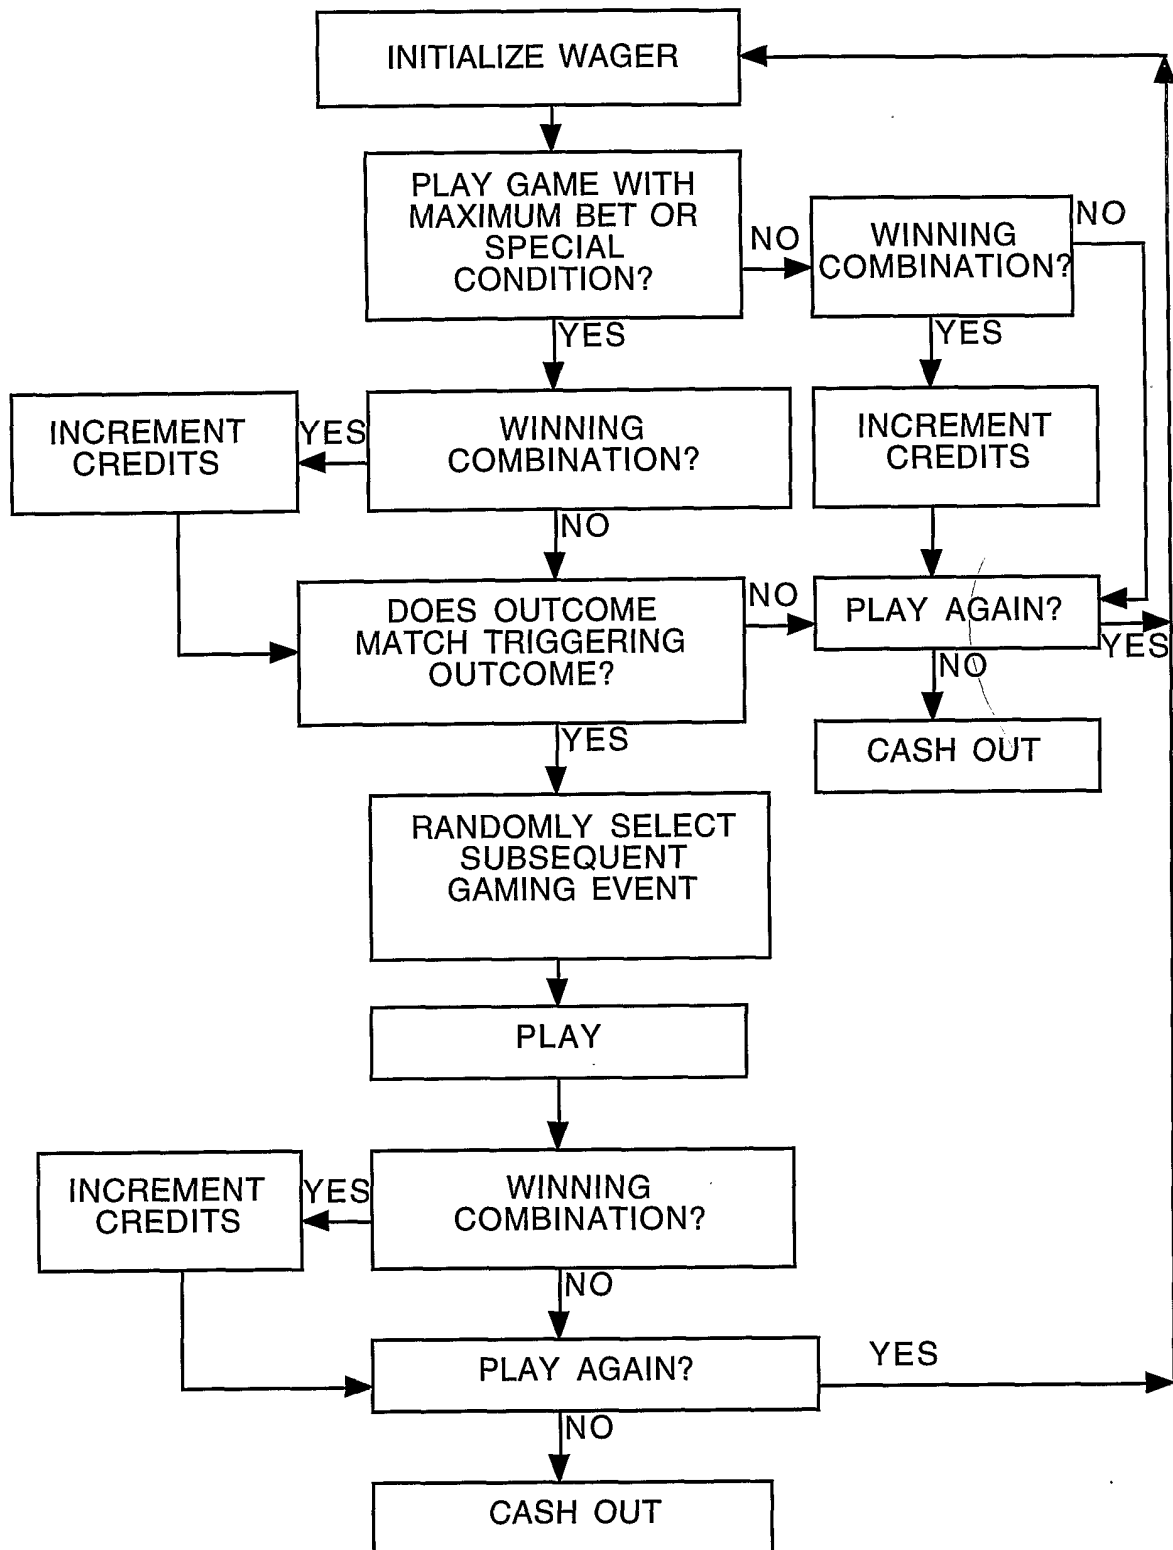 INITIALIZE WAGER
PLAY GAME WITH
MAXIMUM BET OR
SPECIAL
CONDITION?
NO
WINNING
COMBINATION?
NO
YES
YES
INCREMENT
CREDITS
YES
WINNING
COMBINATION?
INCREMENT
CREDITS
NO
DOES OUTCOME
MATCH TRIGGERING
OUTCOME?
NO
PLAY AGAIN?
YES
NO
YES
CASH OUT
RANDOMLY SELECT
SUBSEQUENT
GAMING EVENT
PLAY
INCREMENT
CREDITS
YES
WINNING
COMBINATION?
NO
PLAY AGAIN?
YES
NO
CASH OUT